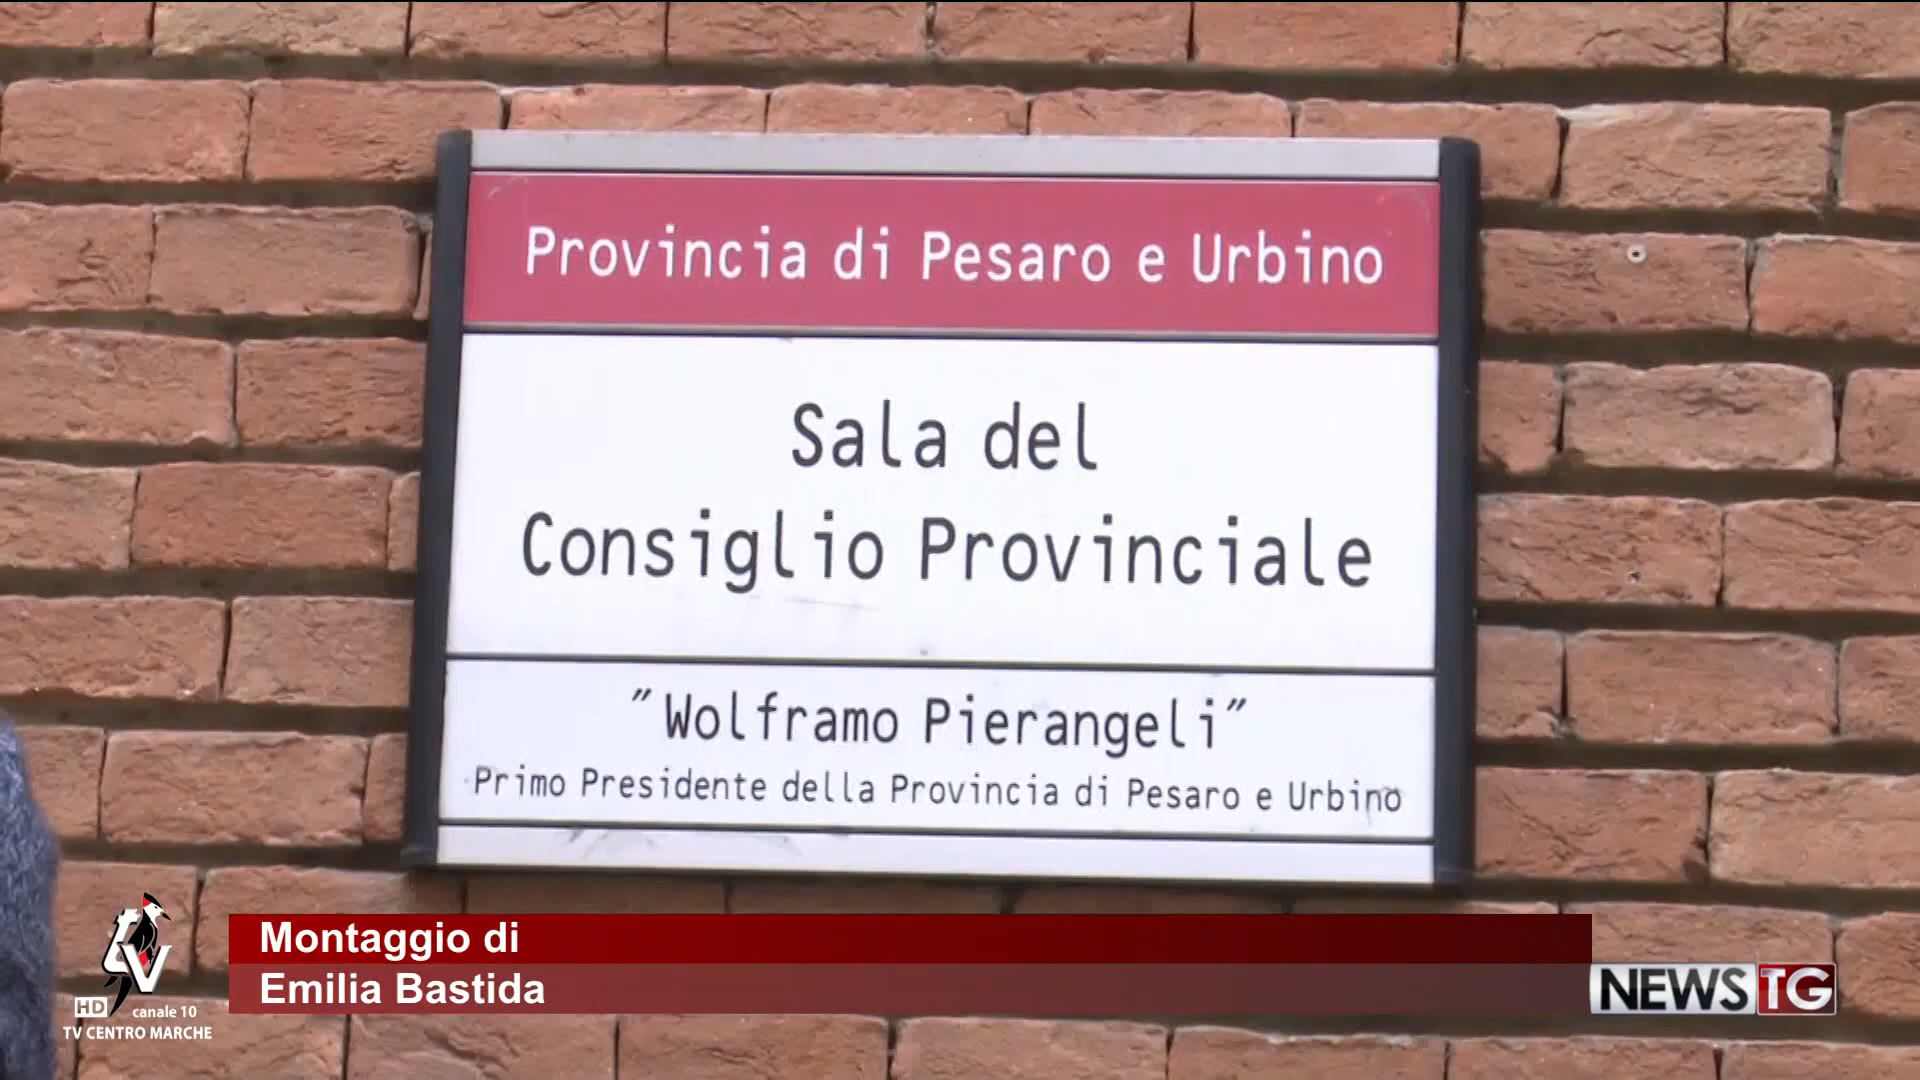 Provincia di Pesaro e Urbino
Sala del
Consiglio Provinciale
"Wolframo Pierangeli"
Primo Presidente della Provincia di Pesaro e Urbino
Montaggio di
Emilia Bastida
NEWS TG
TV
HD canale 10
TV CENTRO MARCHE